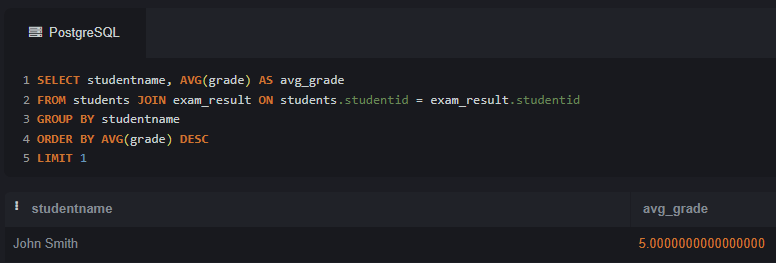 PostgreSQL
1 SELECT studentname, AVG(grade) AS avg_grade
2 FROM students JOIN exam_result ON students.studentid = exam_result.studentid
3 GROUP BY studentname
4 ORDER BY AVG(grade) DESC
5 LIMIT 1
studentname avg_grade
John Smith 5.0000000000000000